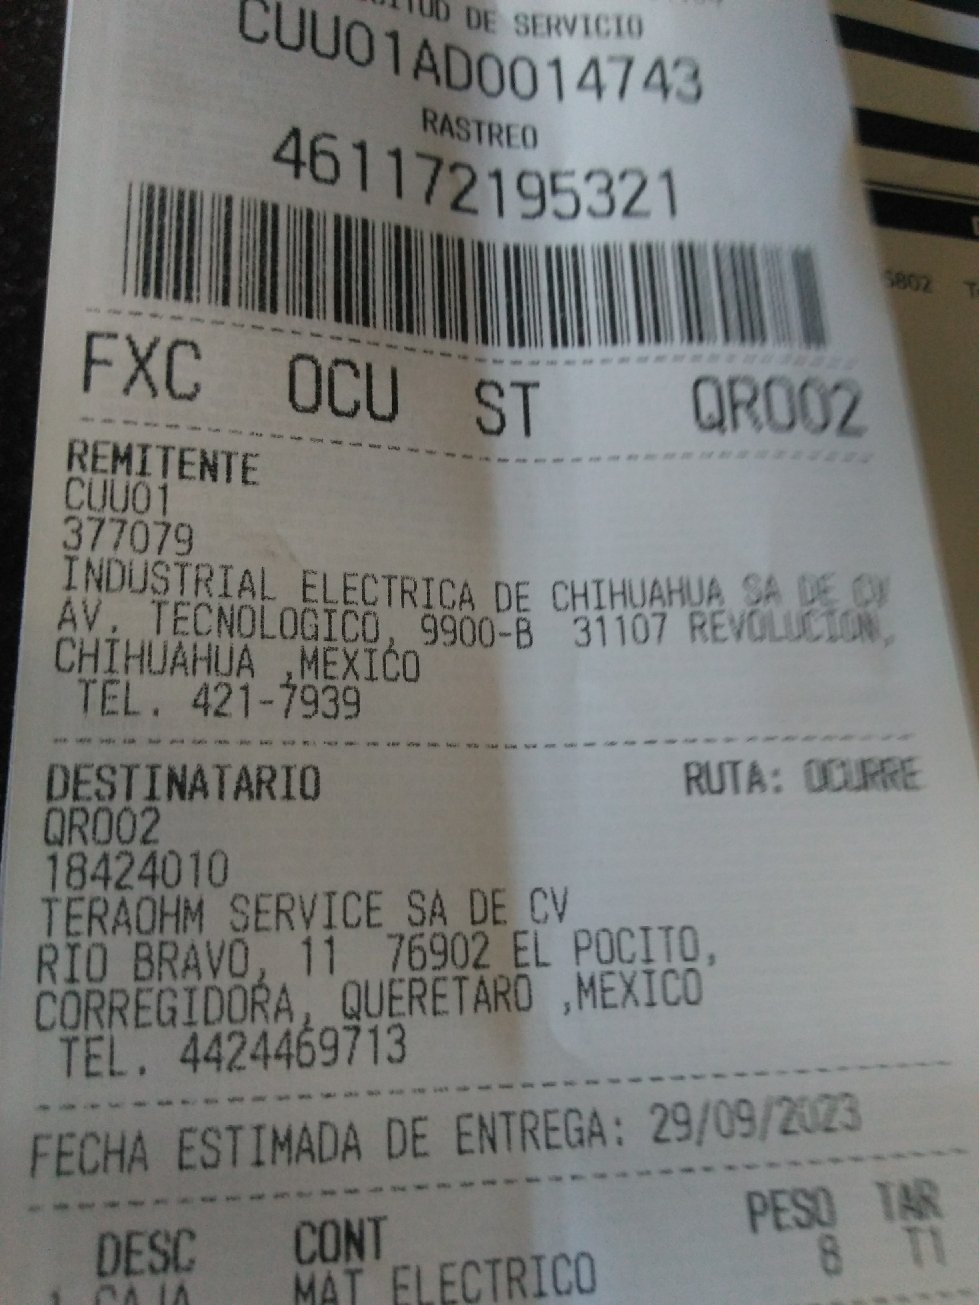 DE SERVICIO
CUU01AD0014743
RASTREO
461172195321
FXC OCU ST QR002
REMITENTE
CUU01
377079
INDUSTRIAL ELECTRICA DE CHIHUAHUA SA DE CV
AV. TECNOLOGICO, 9900-B 31107 REVOLUCION,
CHIHUAHUA ,MEXICO
TEL. 421-7939
DESTINATARIO RUTA: OCURRE
QR002
18424010
TERAOHM SERVICE SA DE CV
RIO BRAVO, 11 76902 EL POCITO,
CORREGIDORA, QUERETARO ,MEXICO
TEL. 4424469713
FECHA ESTIMADA DE ENTREGA: 29/09/2023
DESC CONT PESO TAR
1 CAJA MAT ELECTRICO 8 T1
5802